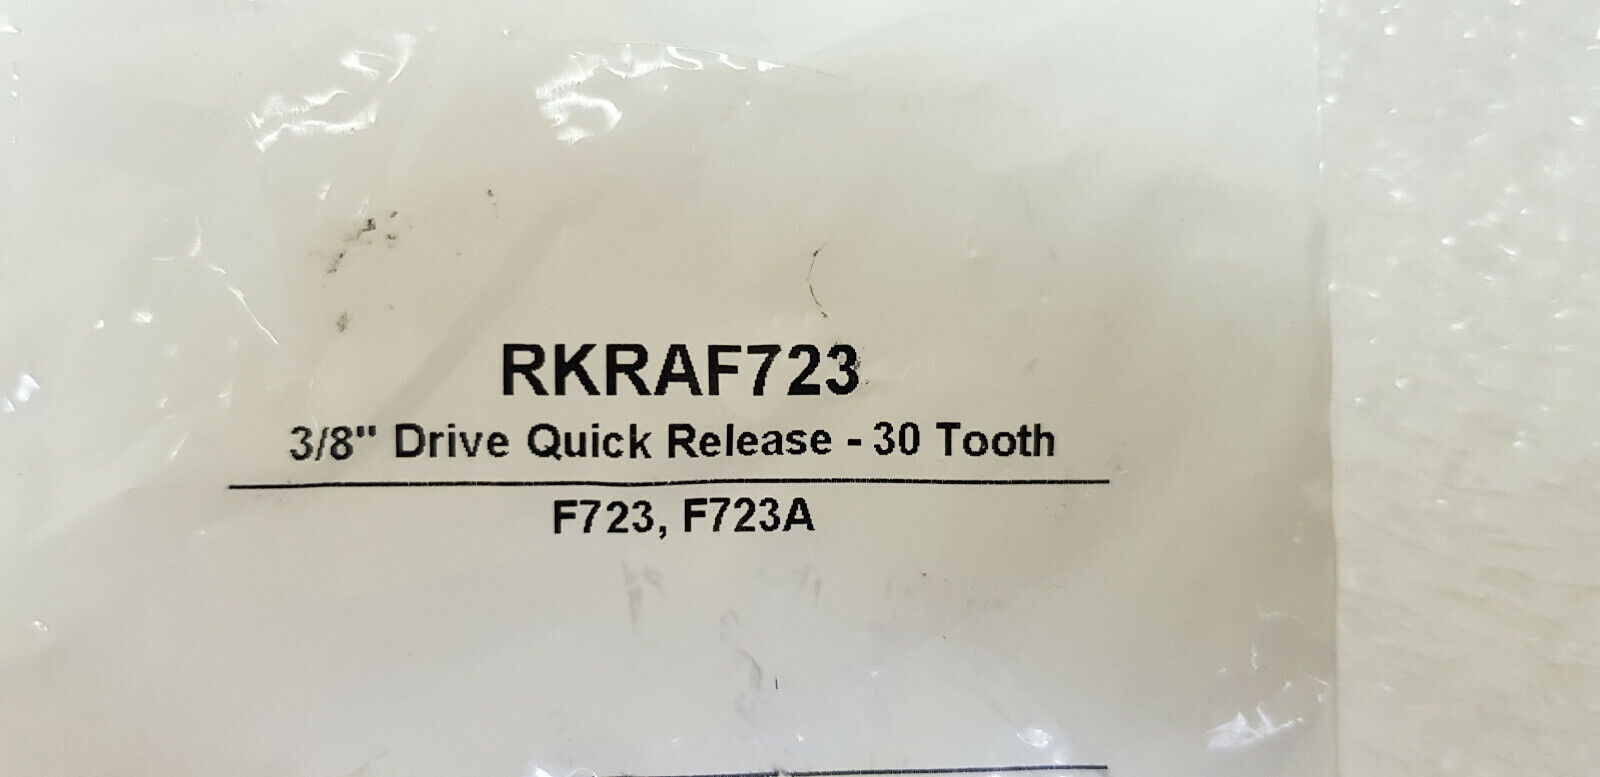 RKRAF723
3/8" Drive Quick Release - 30 Tooth
F723, F723A